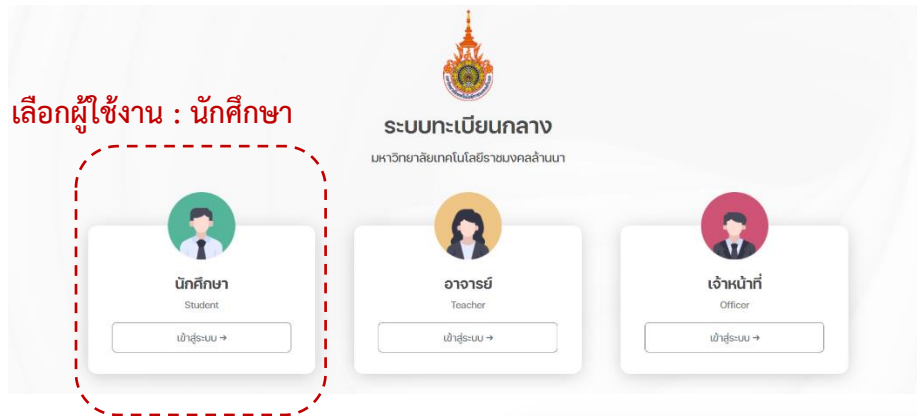 เลือกผู้ใช้งาน : นักศึกษา
ระบบทะเบียนกลาง
มหาวิทยาลัยเทคโนโลยีราชมงคลล้านนา
นักศึกษา
Student
เข้าสู่ระบบ →
อาจารย์
Teacher
เข้าสู่ระบบ →
เจ้าหน้าที่
Officer
เข้าสู่ระบบ →